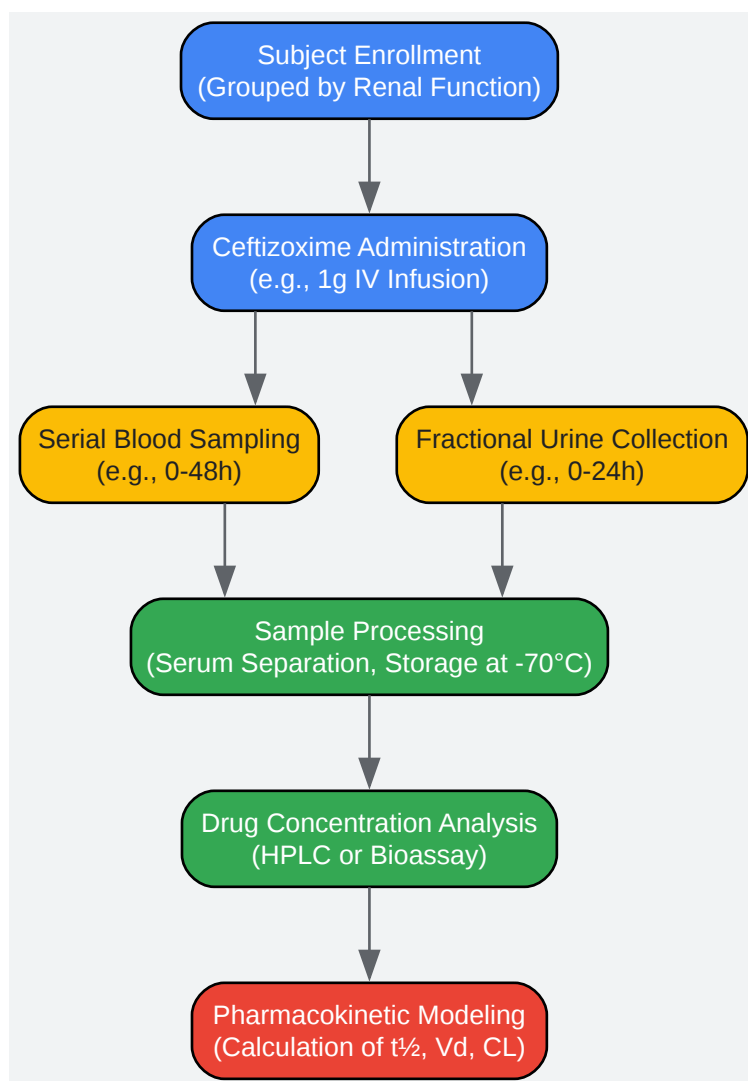 Subject Enrollment
(Grouped by Renal Function)
Ceftizoxime Administration
(e.g., 1g IV Infusion)
Serial Blood Sampling
(e.g., 0-48h)
Fractional Urine Collection
(e.g., 0-24h)
Sample Processing
(Serum Separation, Storage at -70°C)
Drug Concentration Analysis
(HPLC or Bioassay)
Pharmacokinetic Modeling
(Calculation of t½, Vd, CL)